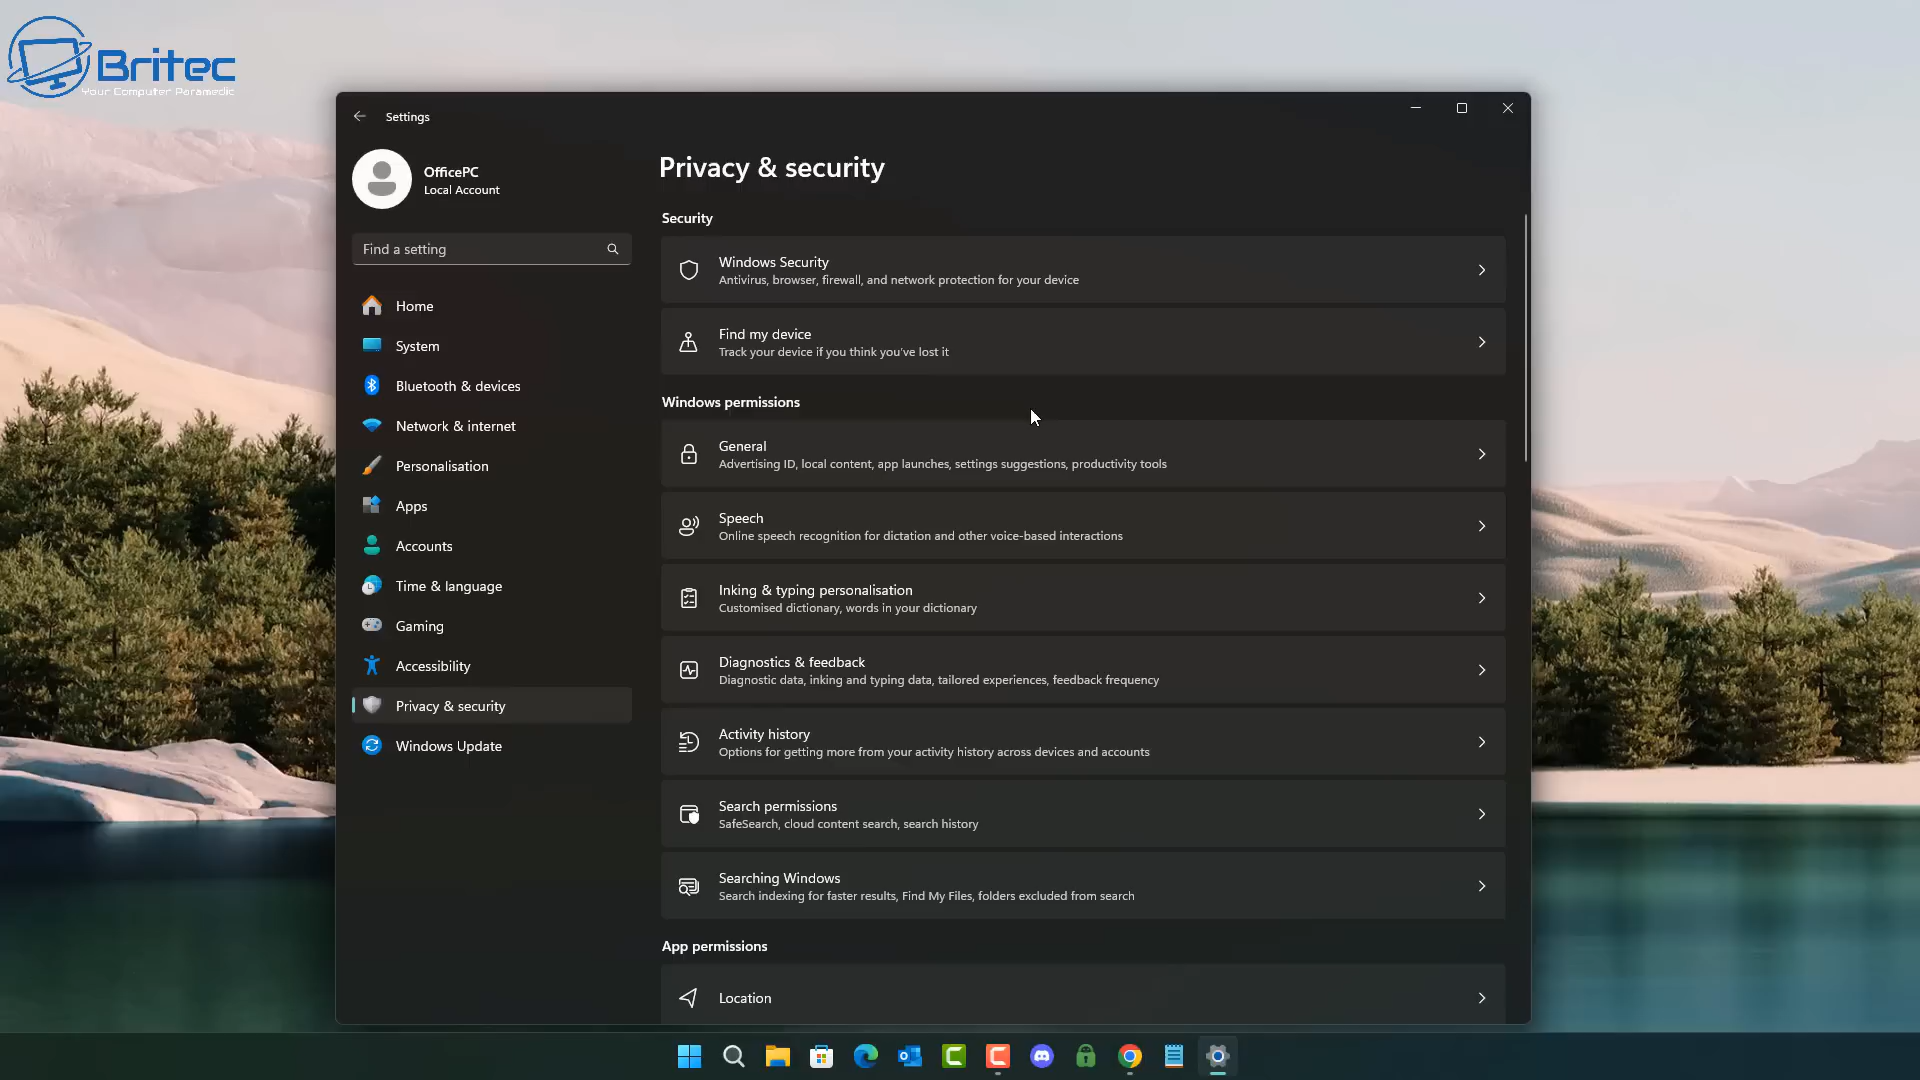 Britec
Your Computer Paramedic
Settings
OfficePC
Local Account
Find a setting
Home
System
Bluetooth & devices
Network & internet
Personalisation
Apps
Accounts
Time & language
Gaming
Accessibility
Privacy & security
Windows Update
Privacy & security
Security
Windows Security
Antivirus, browser, firewall, and network protection for your device
Find my device
Track your device if you think you've lost it
Windows permissions
General
Advertising ID, local content, app launches, settings suggestions, productivity tools
Speech
Online speech recognition for dictation and other voice-based interactions
Inking & typing personalisation
Customised dictionary, words in your dictionary
Diagnostics & feedback
Diagnostic data, inking and typing data, tailored experiences, feedback frequency
Activity history
Options for getting more from your activity history across devices and accounts
Search permissions
SafeSearch, cloud content search, search history
Searching Windows
Search indexing for faster results, Find My Files, folders excluded from search
App permissions
Location